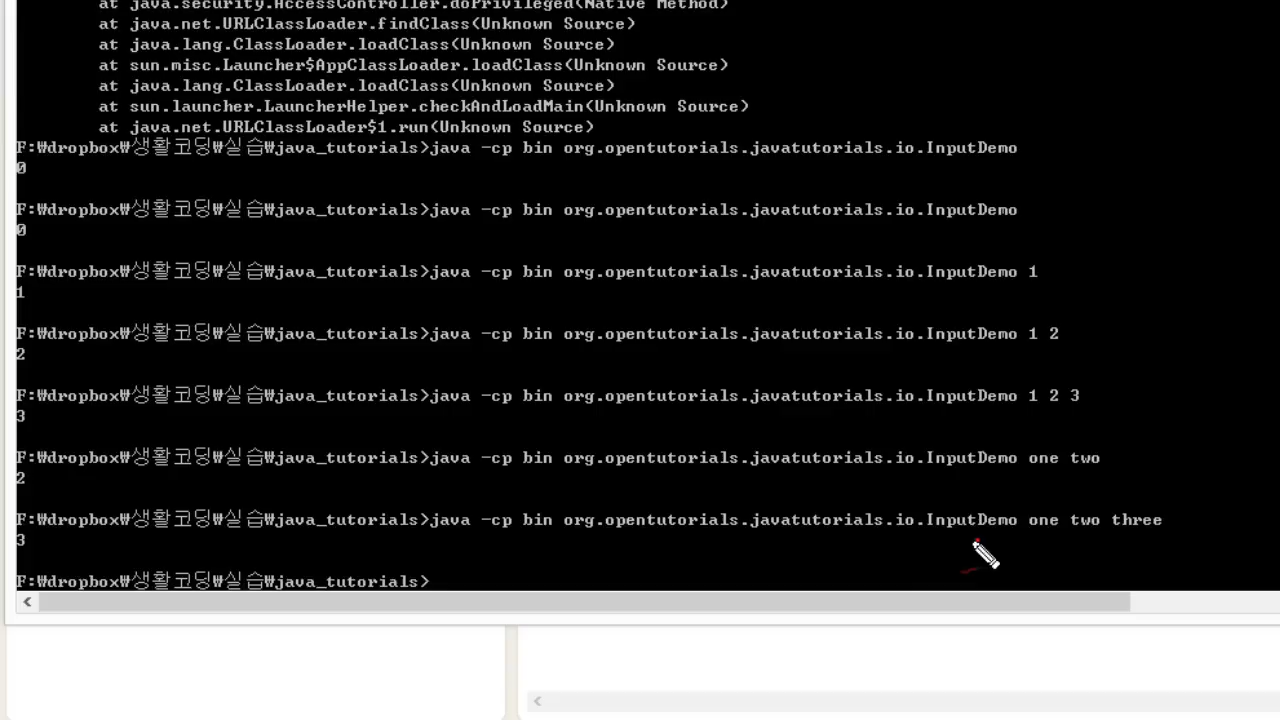 at java.security.AccessController.doPrivileged(Native Method)
at java.net.URLClassLoader.findClass(Unknown Source)
at java.lang.ClassLoader.loadClass(Unknown Source)
at sun.misc.Launcher$AppClassLoader.loadClass(Unknown Source)
at java.lang.ClassLoader.loadClass(Unknown Source)
at sun.launcher.LauncherHelper.checkAndLoadMain(Unknown Source)
at java.net.URLClassLoader$1.run(Unknown Source)
F:₩dropbox₩생활코딩₩실습₩java_tutorials>java -cp bin org.opentutorials.javatutorials.io.InputDemo
0
F:₩dropbox₩생활코딩₩실습₩java_tutorials>java -cp bin org.opentutorials.javatutorials.io.InputDemo
0
F:₩dropbox₩생활코딩₩실습₩java_tutorials>java -cp bin org.opentutorials.javatutorials.io.InputDemo 1
1
F:₩dropbox₩생활코딩₩실습₩java_tutorials>java -cp bin org.opentutorials.javatutorials.io.InputDemo 1 2
2
F:₩dropbox₩생활코딩₩실습₩java_tutorials>java -cp bin org.opentutorials.javatutorials.io.InputDemo 1 2 3
3
F:₩dropbox₩생활코딩₩실습₩java_tutorials>java -cp bin org.opentutorials.javatutorials.io.InputDemo one two
2
F:₩dropbox₩생활코딩₩실습₩java_tutorials>java -cp bin org.opentutorials.javatutorials.io.InputDemo one two three
3
F:₩dropbox₩생활코딩₩실습₩java_tutorials>